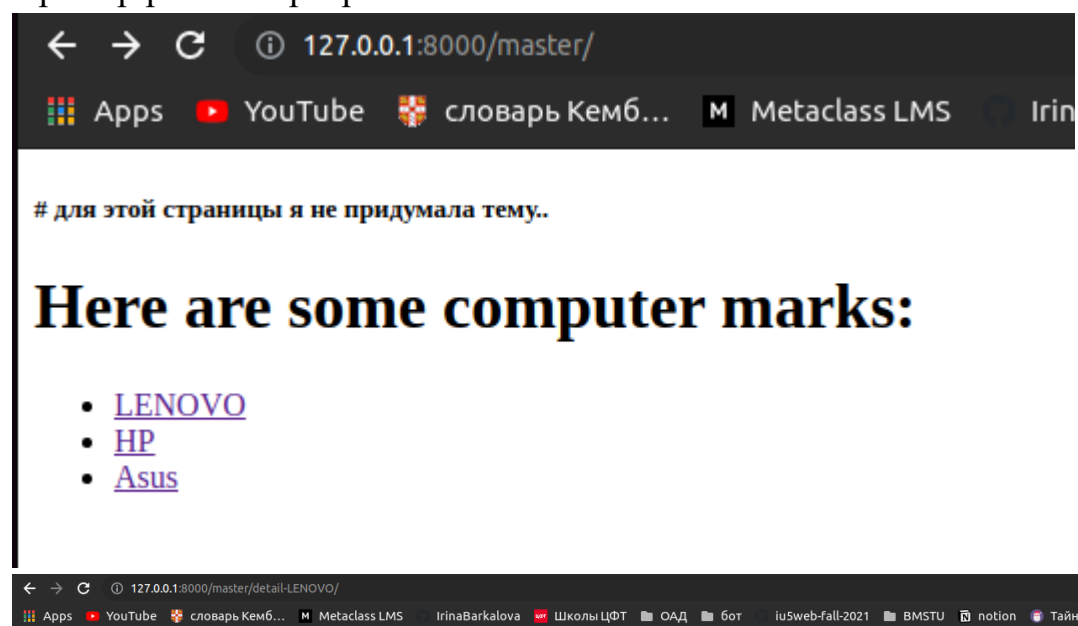 127.0.0.1:8000/master/
Apps YouTube словарь Кемб... M Metaclass LMS Irin
# для этой страницы я не придумала тему..
Here are some computer marks:
LENOVO
HP
Asus
127.0.0.1:8000/master/detail-LENOVO/
Apps YouTube словарь Кемб... M Metaclass LMS IrinaBarkalova Школы ЦФТ ОАД бот iu5web-fall-2021 BMSTU notion Тайн